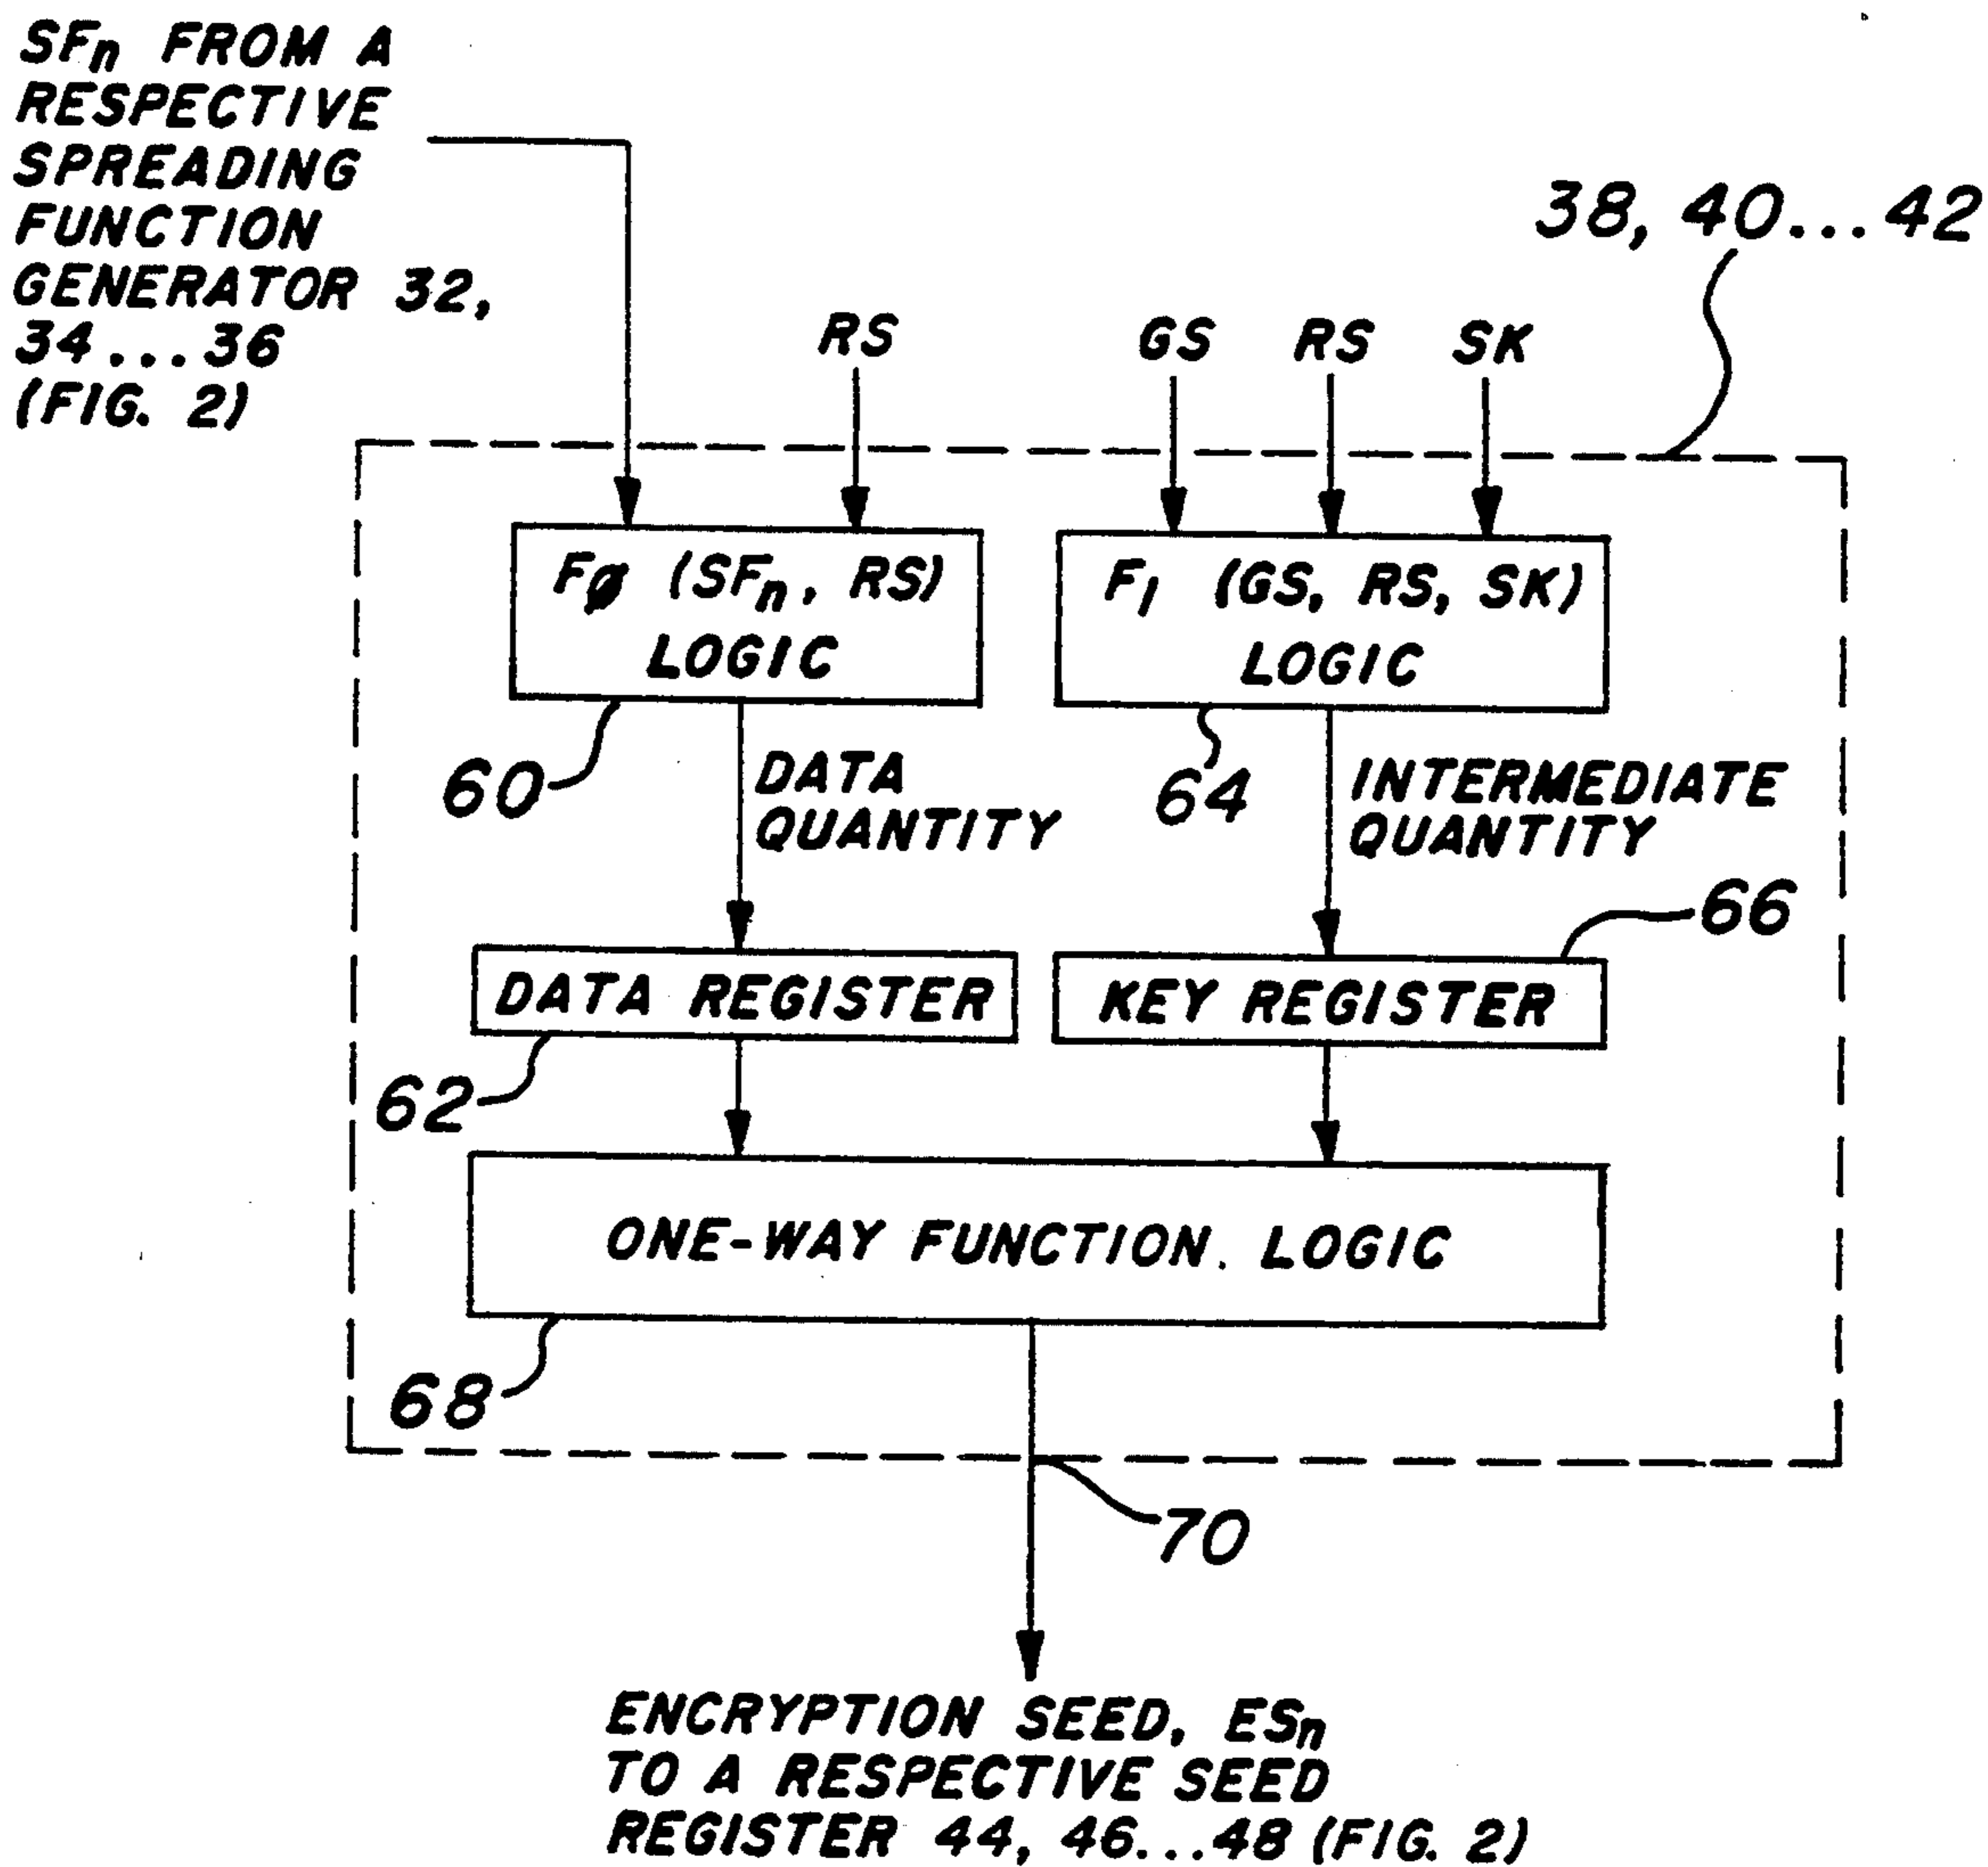 SFn FROM A
RESPECTIVE
SPREADING
FUNCTION
GENERATOR 32,
34...36
(FIG. 2)
38, 40...42
RS
GS RS SK
FØ (SFn, RS)
LOGIC
F1 (GS, RS, SK)
LOGIC
60
DATA
QUANTITY
64
INTERMEDIATE
QUANTITY
66
DATA REGISTER
KEY REGISTER
62
ONE-WAY FUNCTION. LOGIC
68
70
ENCRYPTION SEED, ESn
TO A RESPECTIVE SEED
REGISTER 44, 46...48 (FIG. 2)